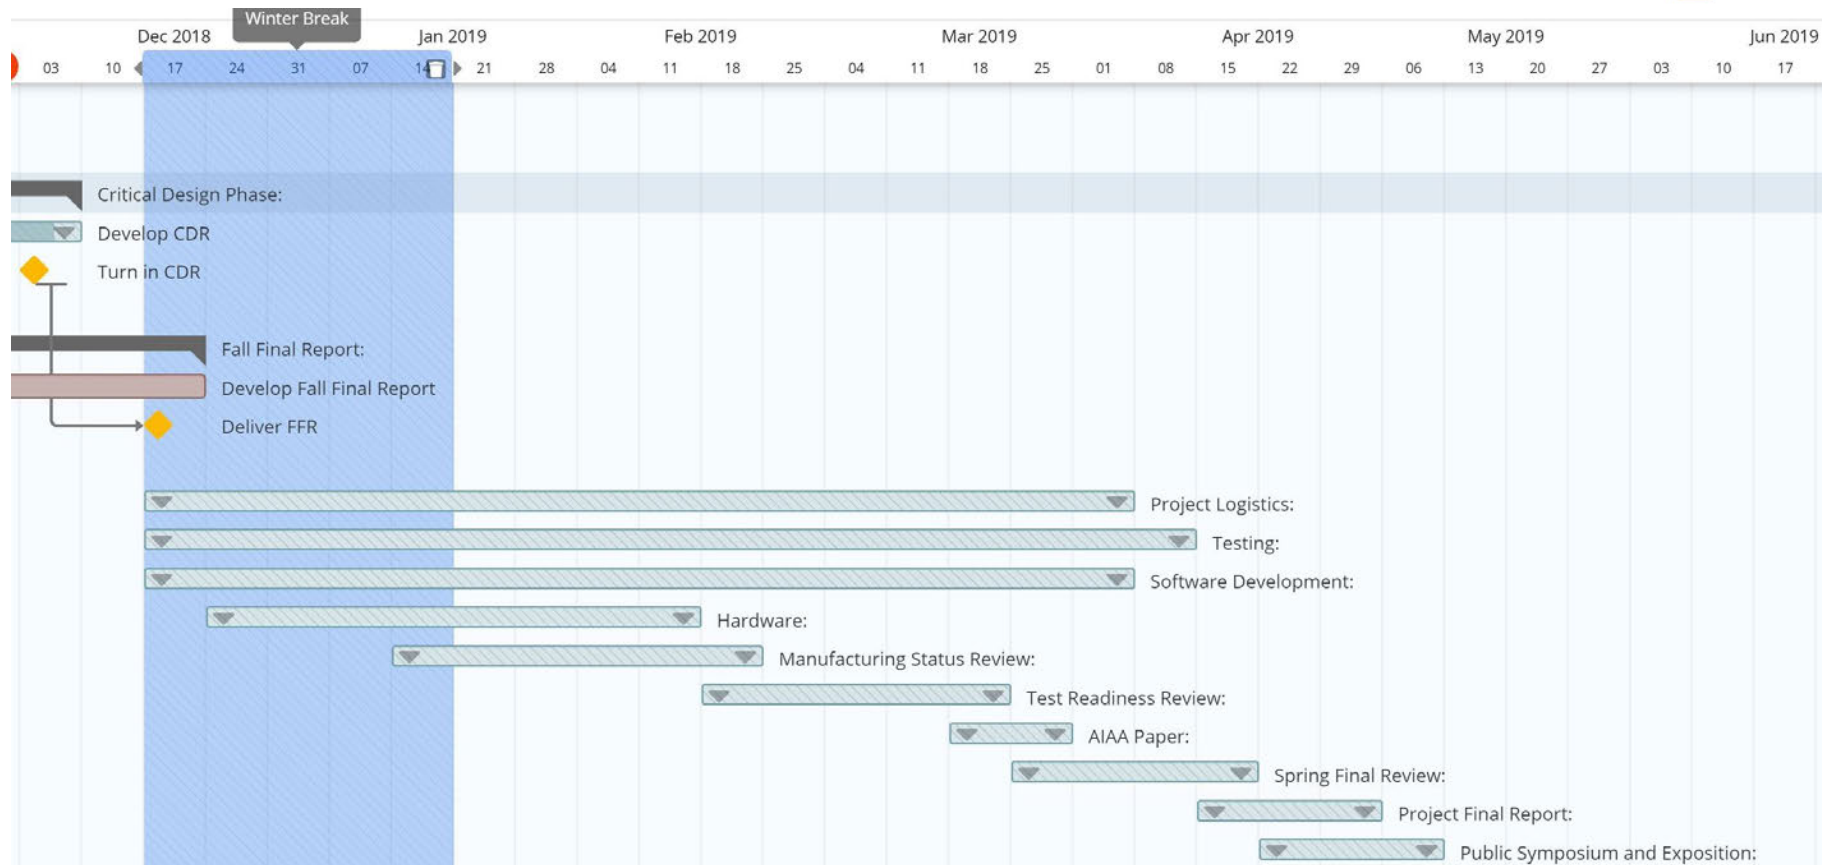 Winter Break
Dec 2018 Jan 2019 Feb 2019 Mar 2019 Apr 2019 May 2019 Jun 2019
03 10 17 24 31 07 14 21 28 04 11 18 25 04 11 18 25 01 08 15 22 29 06 13 20 27 03 10 17
Critical Design Phase:
Develop CDR
Turn in CDR
Fall Final Report:
Develop Fall Final Report
Deliver FFR
Project Logistics:
Testing:
Software Development:
Hardware:
Manufacturing Status Review:
Test Readiness Review:
AIAA Paper:
Spring Final Review:
Project Final Report:
Public Symposium and Exposition: